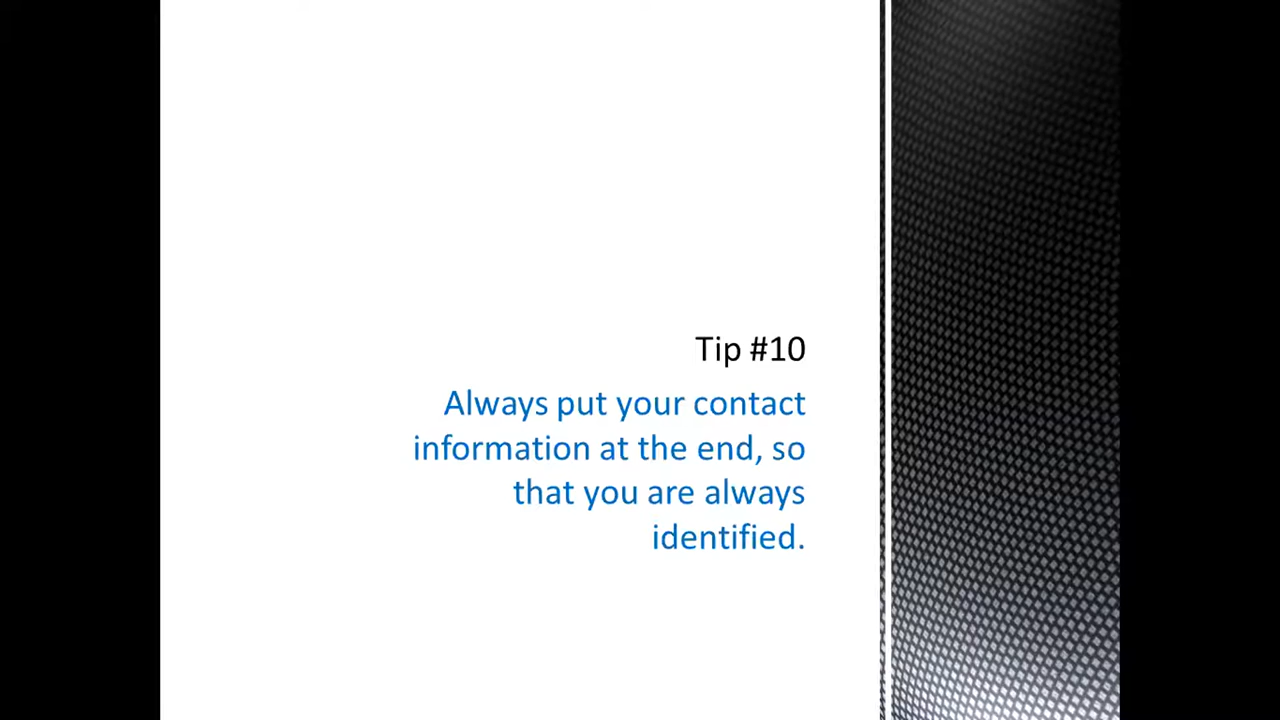 Tip #10
Always put your contact
information at the end, so
that you are always
identified.